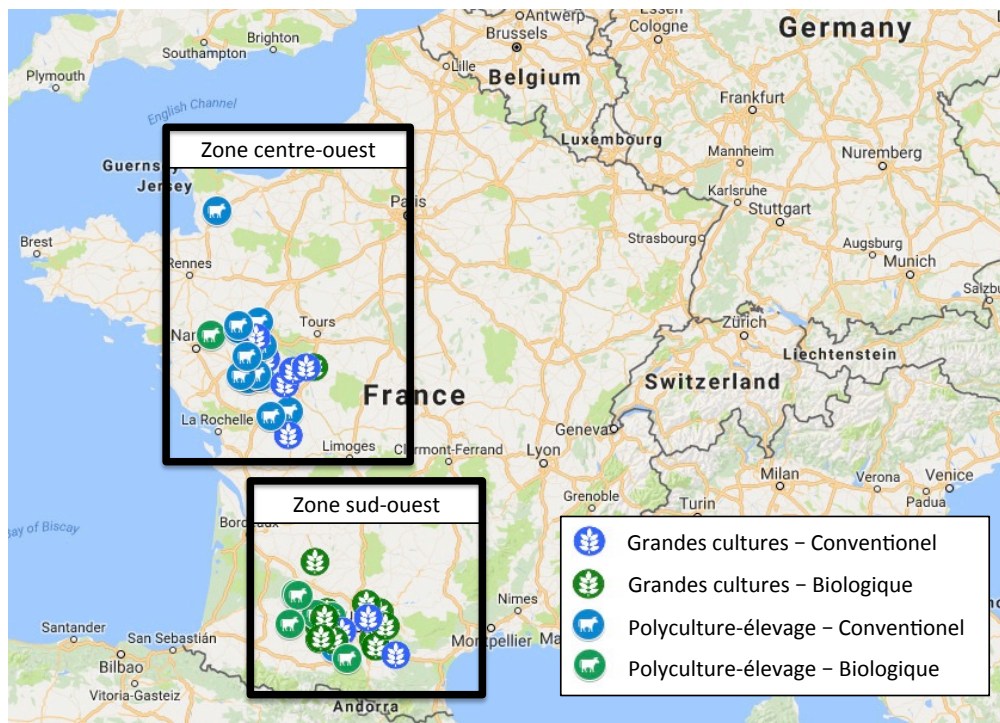 Antwerp
Essen
Brighton
Southampton
Brussels
Cologne
Germany
Plymouth
Lille
Belgium
English Channel
Frankfurt
Zone centre-ouest
Luxembourg
Mannheim
Nuremberg
Guerns
Jersey
Karlsruhe
Paris
Stuttgart
Brest
Strasbourg
Augsburg
Rennes
Munich
Salzbu
Nar
Tours
Zürich
Liechtenstein
France
Switzerland
La Rochelle
Geneva
Limoges
Clermont-Ferrand
Lyon
Milan
Venice
Verona
Padua
Grenoble
Turin
Zone sud-ouest
Bordeaux
ay of Biscay
Grandes cultures – Conventionel
Grandes cultures – Biologique
Nimes
Santander
San Sebastián
Montpellier
Ma
Polyculture-élevage – Conventionel
Bilbao
Polyculture-élevage – Biologique
Vitoria-Gasteiz
Andorra